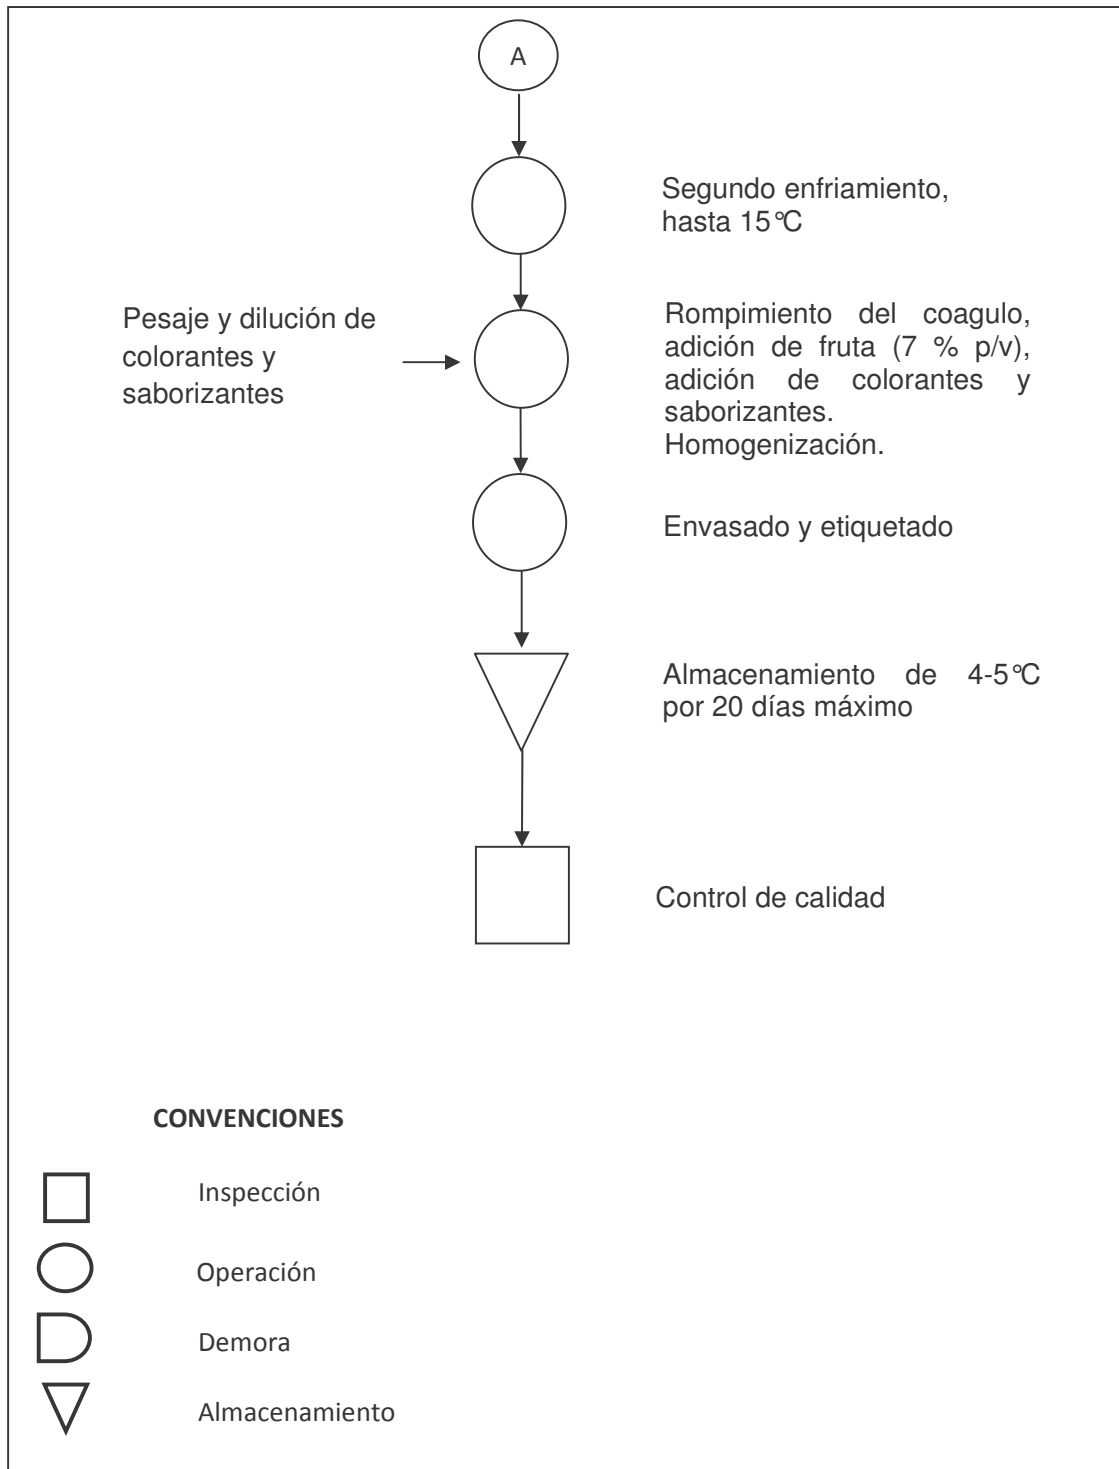 A
Segundo enfriamiento,
hasta 15°C
Pesaje y dilución de
colorantes y
saborizantes
Rompimiento del coagulo,
adición de fruta (7 % p/v),
adición de colorantes y
saborizantes.
Homogenización.
Envasado y etiquetado
Almacenamiento de 4-5°C
por 20 días máximo
Control de calidad
CONVENCIONES
Inspección
Operación
Demora
Almacenamiento